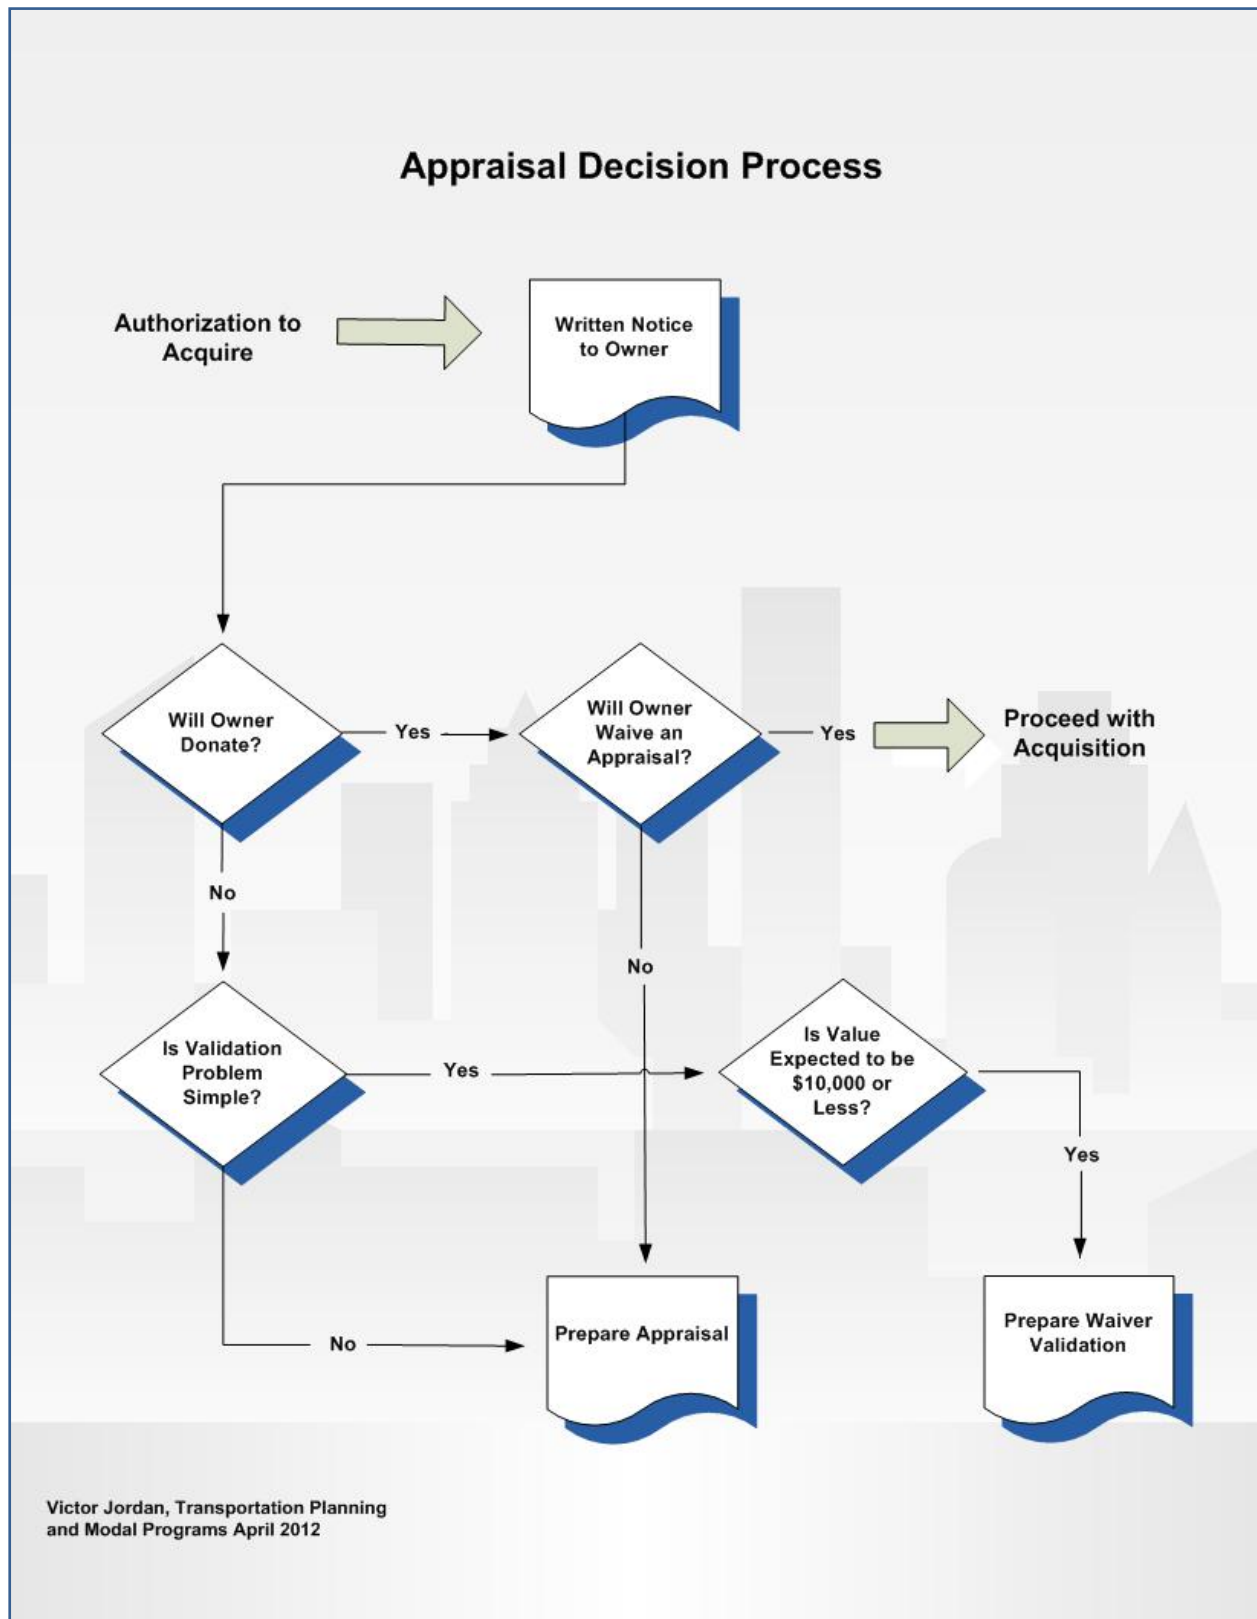 Appraisal Decision Process
Authorization to
Acquire
Written Notice
to Owner
Will Owner
Donate?
Yes
Will Owner
Waive an
Appraisal?
Yes
Proceed with
Acquisition
No
No
Is Validation
Problem
Simple?
Yes
Is Value
Expected to be
$10,000 or
Less?
Yes
No
Prepare Appraisal
Prepare Waiver
Validation
Victor Jordan, Transportation Planning
and Modal Programs April 2012